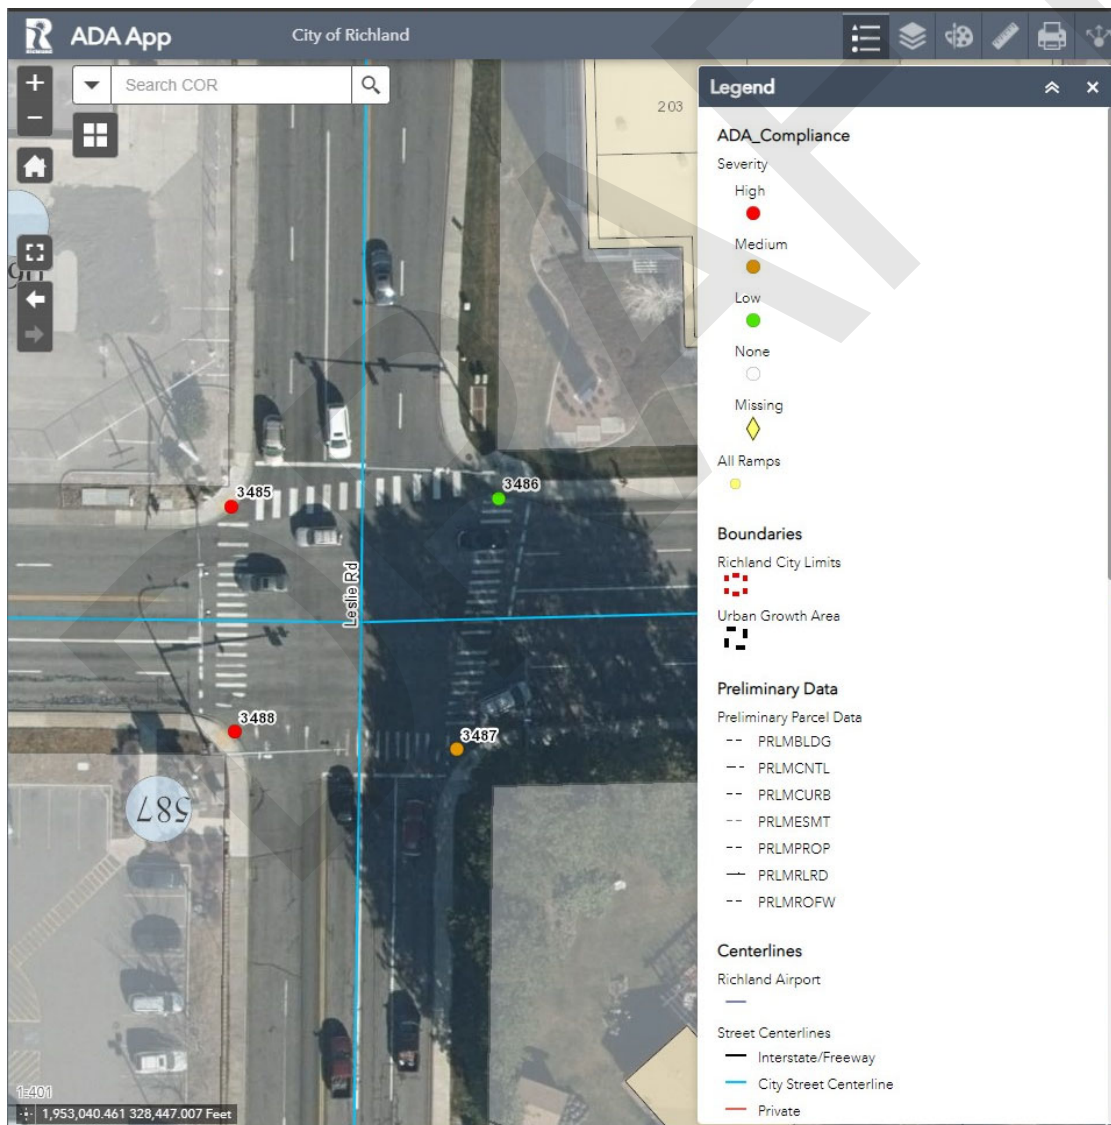 Richland
ADA App
City of Richland
Search COR
203
Legend
ADA_Compliance
Severity
High
Medium
Low
None
Missing
All Ramps
Boundaries
Richland City Limits
Urban Growth Area
Preliminary Data
Preliminary Parcel Data
PRLMBLDG
PRLMCNTL
PRLMCURB
PRLMESMT
PRLMPROP
PRLMRLRD
PRLMROFW
Centerlines
Richland Airport
Street Centerlines
Interstate/Freeway
City Street Centerline
Private
3485
3486
Leslie Rd
3488
3487
587
1:401
1,953,040.461 328,447.007 Feet
DRAFT